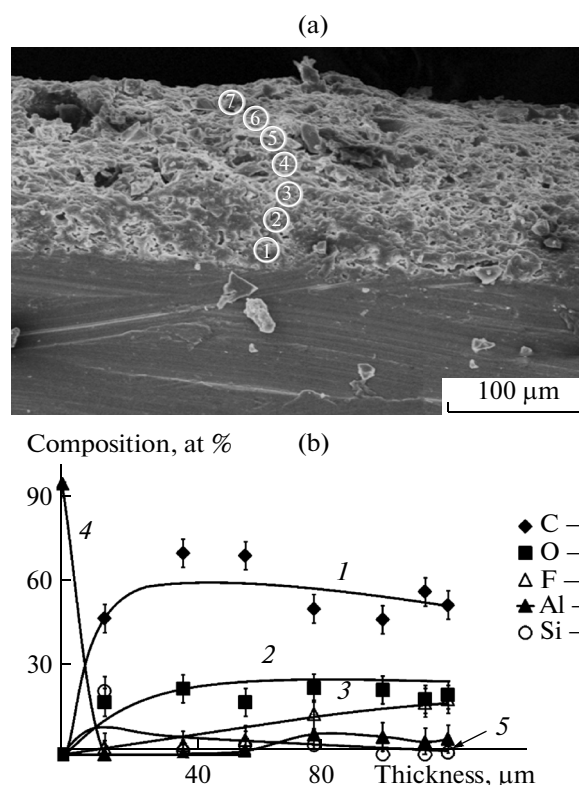 (a)
7
6
5
4
3
2
1
100 µm
Composition, at %
(b)
90
60
30
4
1
2
3
5
◆ C –
■ O –
△ F –
▲ Al –
○ Si –
40
80
Thickness, µm